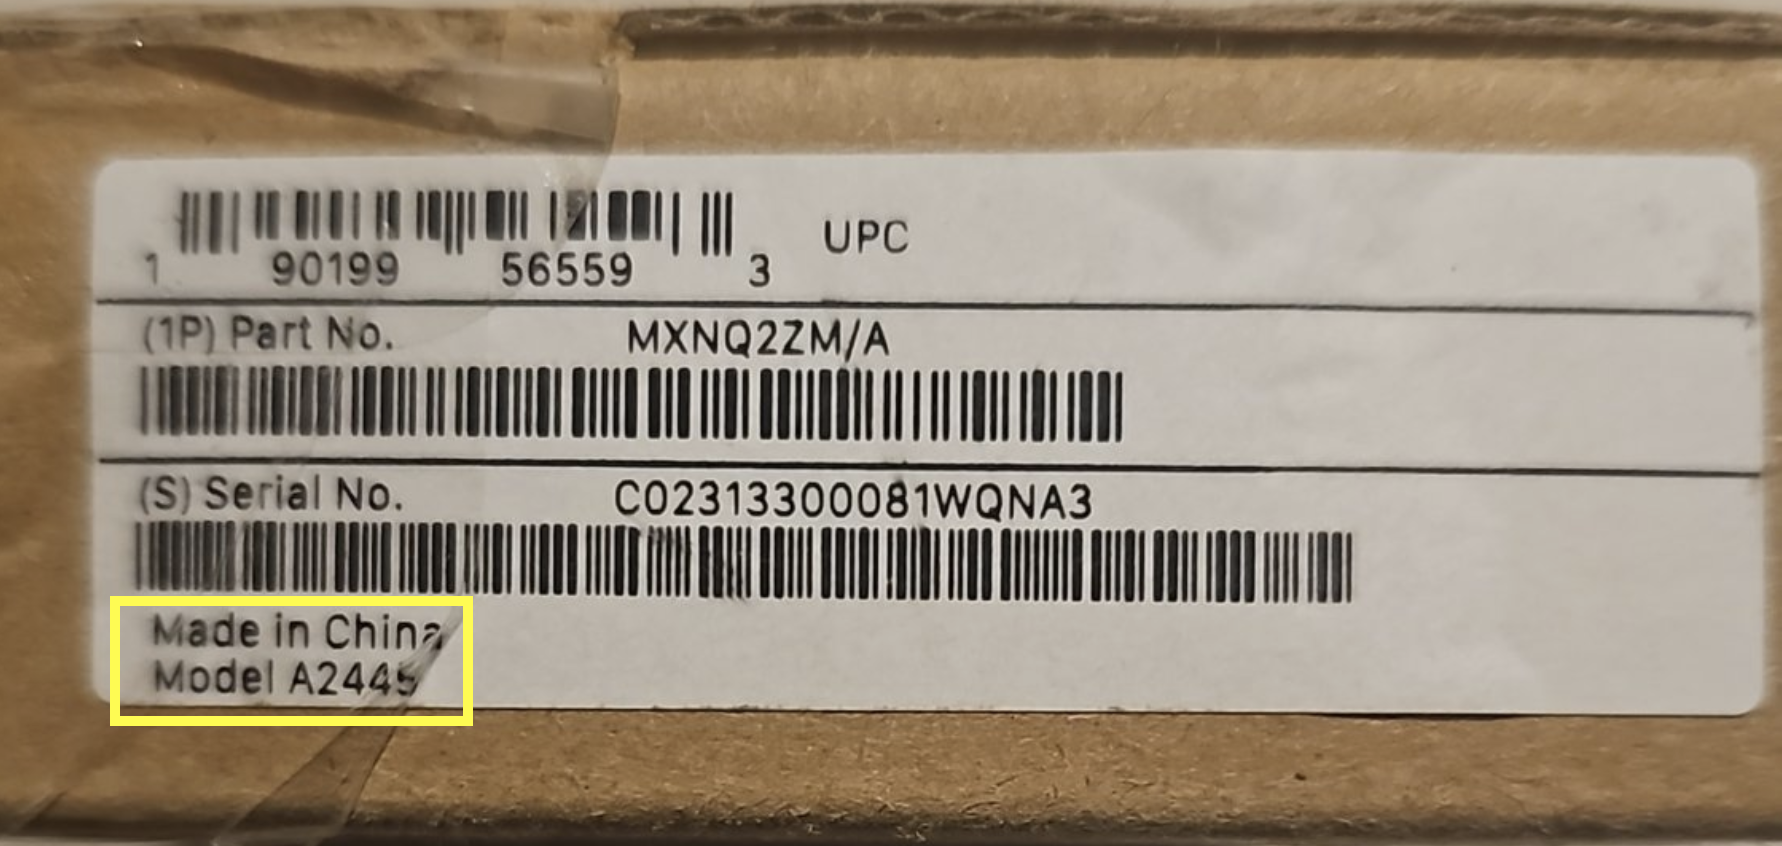 1 90199 56559 3 UPC
(1P) Part No. MXNQ2ZM/A
(S) Serial No. C02313300081WQNA3
Made in China
Model A2445